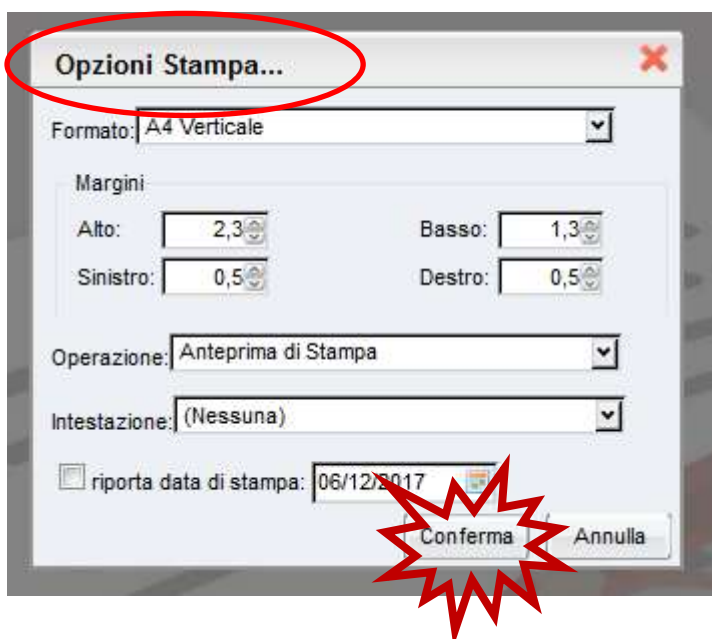 Opzioni Stampa...
Formato: A4 Verticale
Margini
Alto: 2,3 Basso: 1,3
Sinistro: 0,5 Destro: 0,5
Operazione: Anteprima di Stampa
Intestazione: (Nessuna)
riporta data di stampa: 06/12/2017
Conferma Annulla